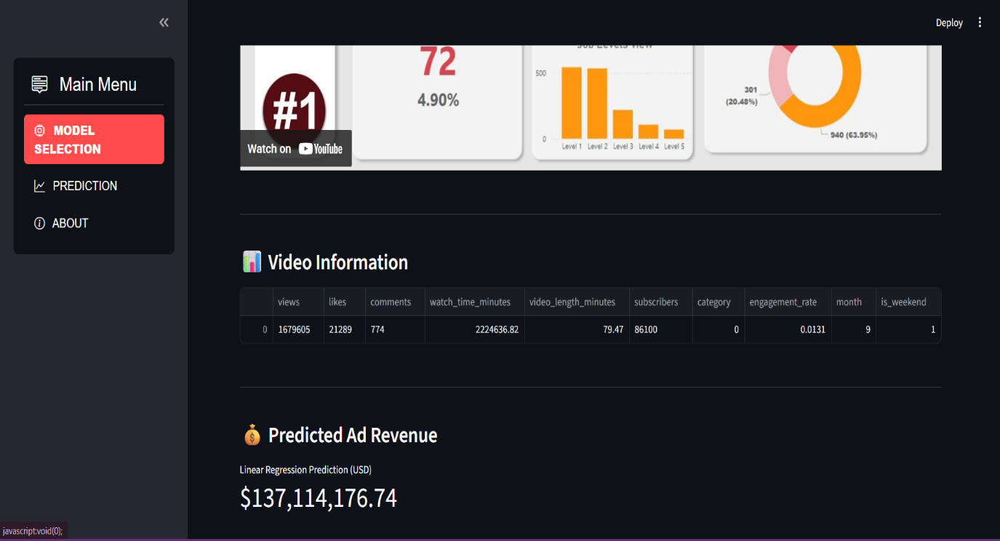 Deploy
Main Menu
MODEL
SELECTION
PREDICTION
ABOUT
#1
Watch on YouTube
72
4.90%
Job Levels View
500
0
Level 1 Level 2 Level 3 Level 4 Level 5
301
(20.48%)
940 (63.95%)
Video Information
views likes comments watch_time_minutes video_length_minutes subscribers category engagement_rate month is_weekend
0 1679605 21289 774 2224636.82 79.47 86100 0 0.0131 9 1
Predicted Ad Revenue
Linear Regression Prediction (USD)
$137,114,176.74
javascript:void(0);